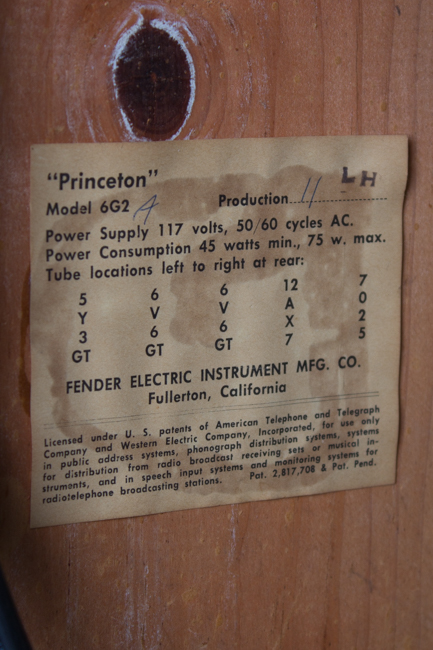 LH
"Princeton"
Model 6G2 A Production 11
Power Supply 117 volts, 50/60 cycles AC.
Power Consumption 45 watts min., 75 w. max.
Tube locations left to right at rear:
5 6 6 12 7
Y V V A 0
3 6 6 X 2
GT GT GT 7 5
FENDER ELECTRIC INSTRUMENT MFG. CO.
Fullerton, California
Licensed under U. S. patents of American Telephone and Telegraph
Company and Western Electric Company, Incorporated, for use only
in public address systems, phonograph distribution systems, systems
for distribution from radio broadcast receiving sets or musical in-
struments, and in speech input systems and monitoring systems for
radiotelephone broadcasting stations. Pat. 2,817,708 & Pat. Pend.